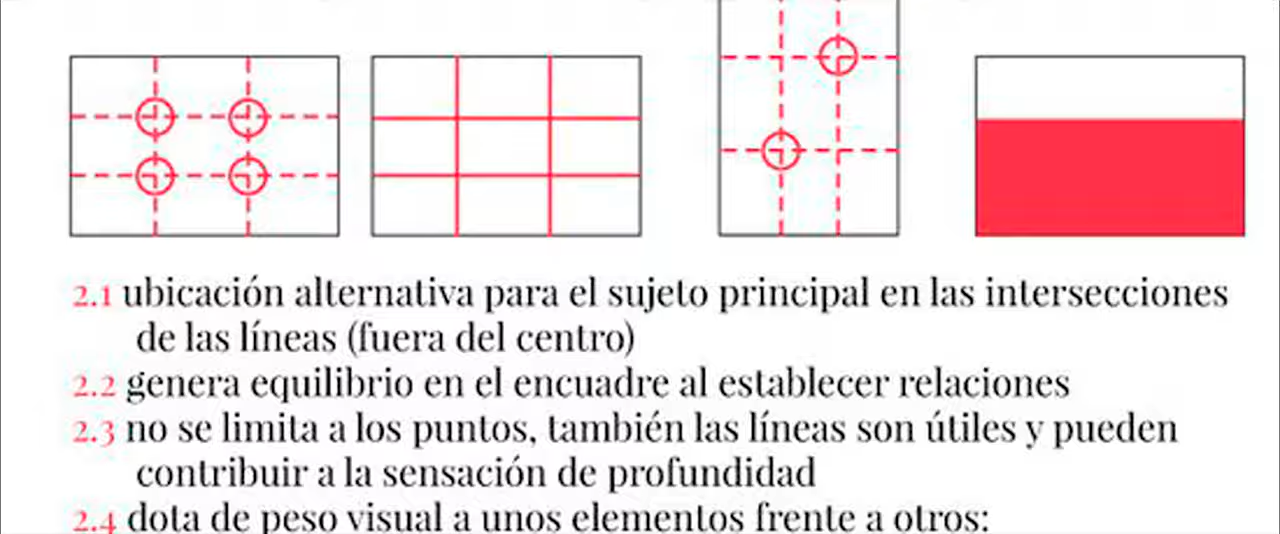 2.1 ubicación alternativa para el sujeto principal en las intersecciones
de las líneas (fuera del centro)
2.2 genera equilibrio en el encuadre al establecer relaciones
2.3 no se limita a los puntos, también las líneas son útiles y pueden
contribuir a la sensación de profundidad
2.4 dota de peso visual a unos elementos frente a otros: